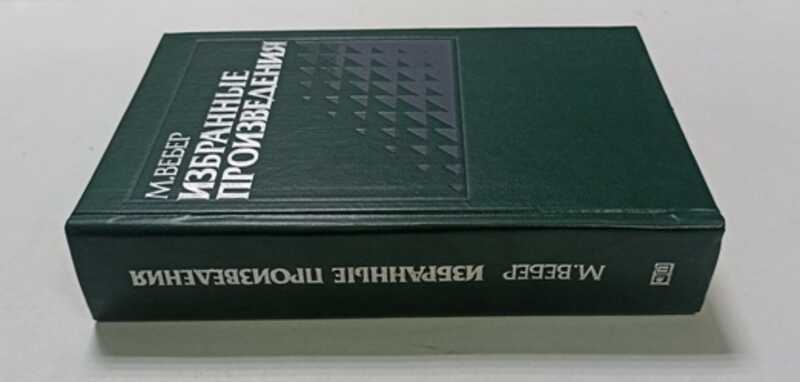 М.ВЕБЕР
ИЗБРАННЫЕ
ПРОИЗВЕДЕНИЯ
М.ВЕБЕР ИЗБРАННЫЕ ПРОИЗВЕДЕНИЯ